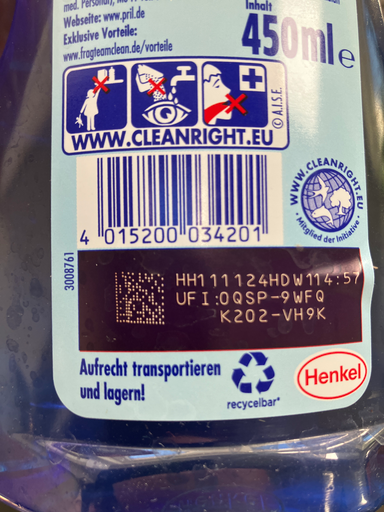 Webseite: www.pril.de
Exklusive Vorteile:
www.fragteamclean.de/vorteile
Inhalt
450ml e
© A.I.S.E.
WWW.CLEANRIGHT.EU
WWW.CLEANRIGHT.EU
· Mitglied der Initiative ·
4 015200 034201
3008761
HH111124HDW114:57
UFI:0QSP-9WFQ
K202-VH9K
Aufrecht transportieren
und lagern!
recycelbar*
Henkel